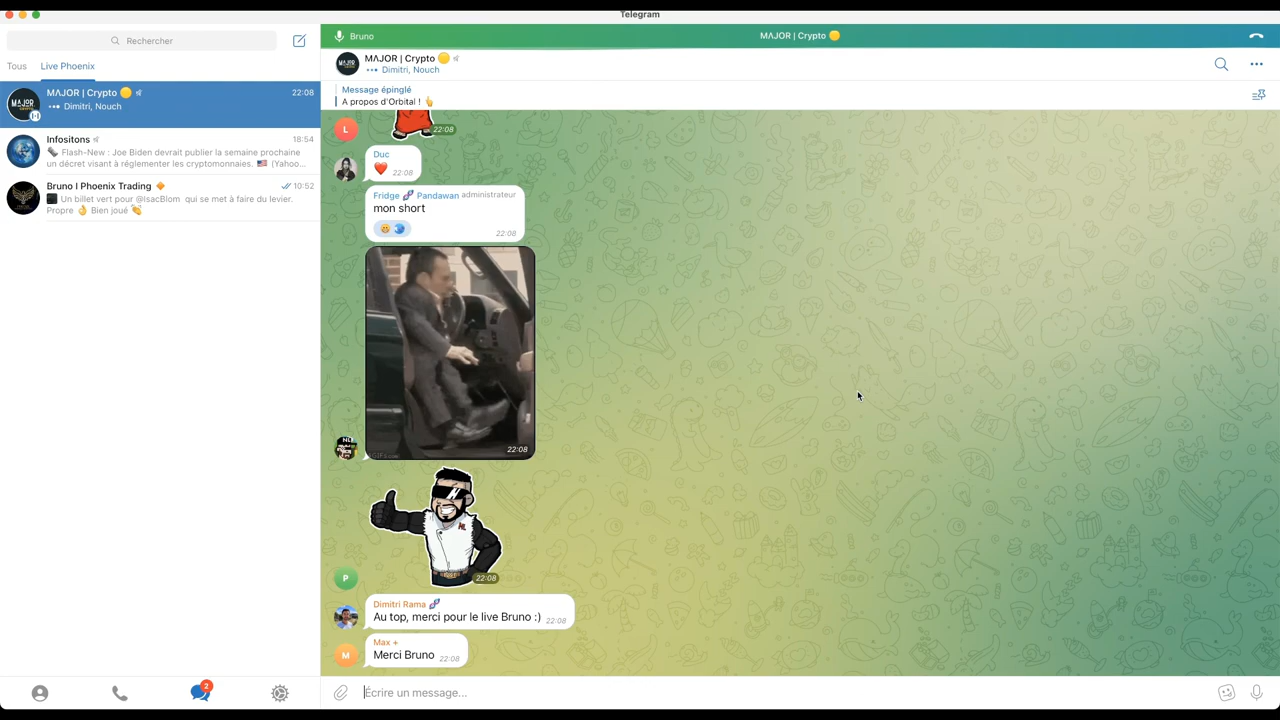 Telegram
Rechercher
Tous Live Phoenix
MΛJOR | Crypto 22:08
Dimitri, Nouch
Infositons 18:54
Flash-New : Joe Biden devrait publier la semaine prochaine
un décret visant à réglementer les cryptomonnaies. 🇺🇸 (Yahoo...
Bruno I Phoenix Trading 🔸 10:52
Un billet vert pour @IsacBlom qui se met à faire du levier.
Propre 👌 Bien joué 👏
2
Bruno
MΛJOR | Crypto 🟡
MΛJOR | Crypto 🟡
Dimitri, Nouch
Message épinglé
A propos d'Orbital ! 👆
L
22:08
Duc
❤️ 22:08
Fridge 🧬 Pandawan administrateur
mon short
22:08
22:08
22:08
P
Dimitri Rama 🧬
Au top, merci pour le live Bruno :) 22:08
Max +
M
Merci Bruno 22:08
Écrire un message...